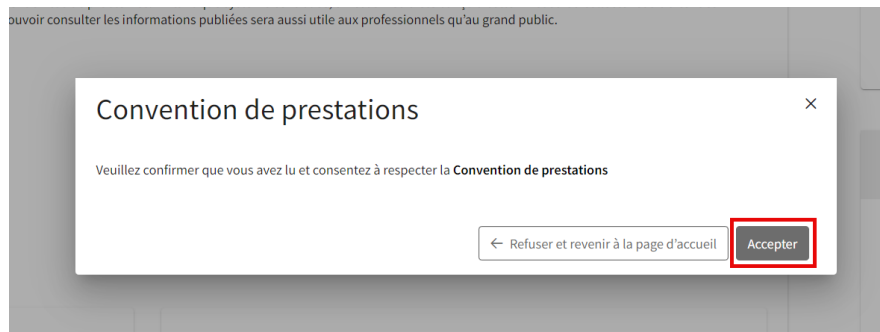 ouvoir consulter les informations publiées sera aussi utile aux professionnels qu'au grand public.
Convention de prestations
Veuillez confirmer que vous avez lu et consentez à respecter la Convention de prestations
← Refuser et revenir à la page d'accueil
Accepter